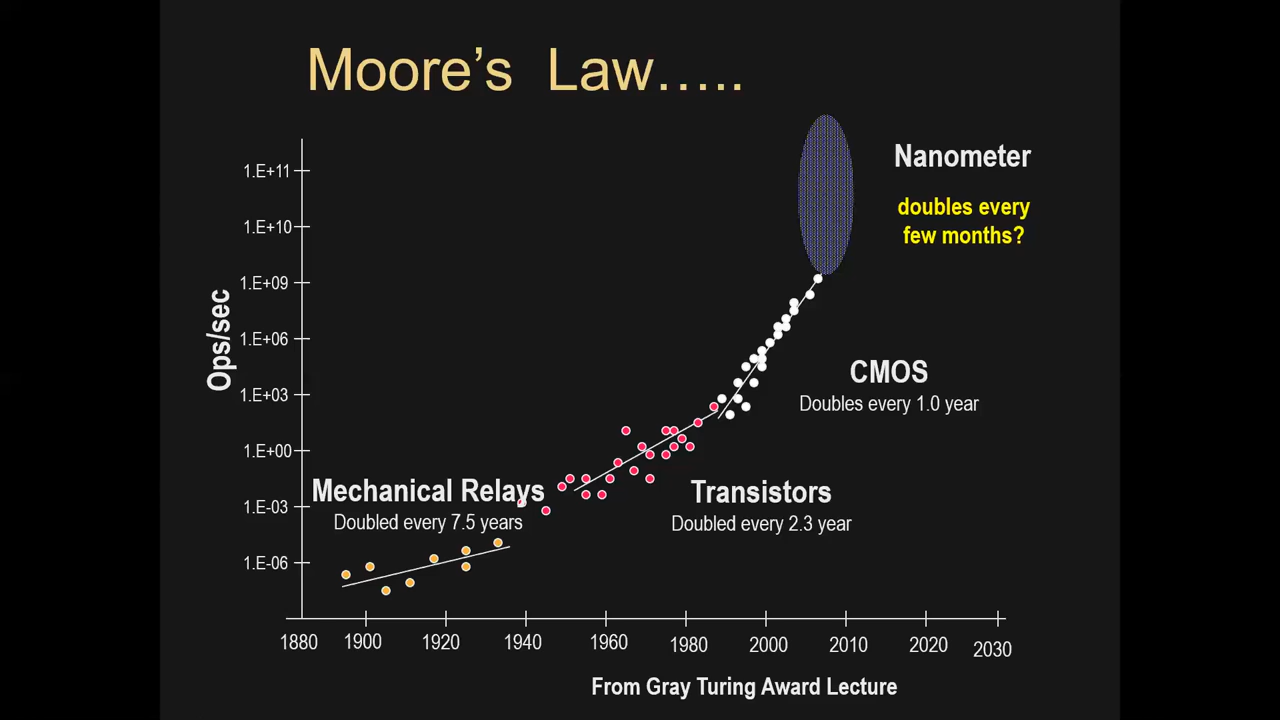 Moore’s Law…..
Nanometer
doubles every
few months?
1.E+11
1.E+10
1.E+09
1.E+06
1.E+03
1.E+00
1.E-03
1.E-06
Ops/sec
CMOS
Doubles every 1.0 year
Mechanical Relays
Doubled every 7.5 years
Transistors
Doubled every 2.3 year
1880 1900 1920 1940 1960 1980 2000 2010 2020 2030
From Gray Turing Award Lecture